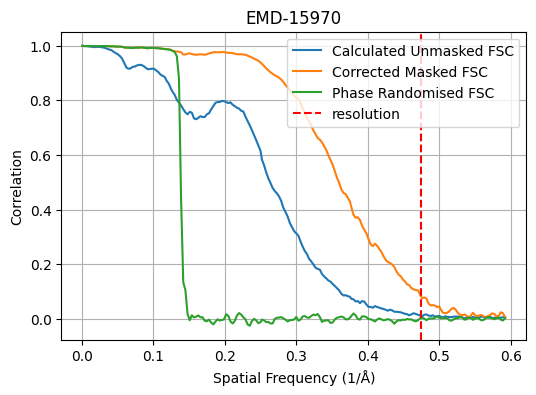 EMD-15970
Calculated Unmasked FSC
Corrected Masked FSC
Phase Randomised FSC
resolution
Correlation
1.0
0.8
0.6
0.4
0.2
0.0
0.0 0.1 0.2 0.3 0.4 0.5 0.6
Spatial Frequency (1/Å)